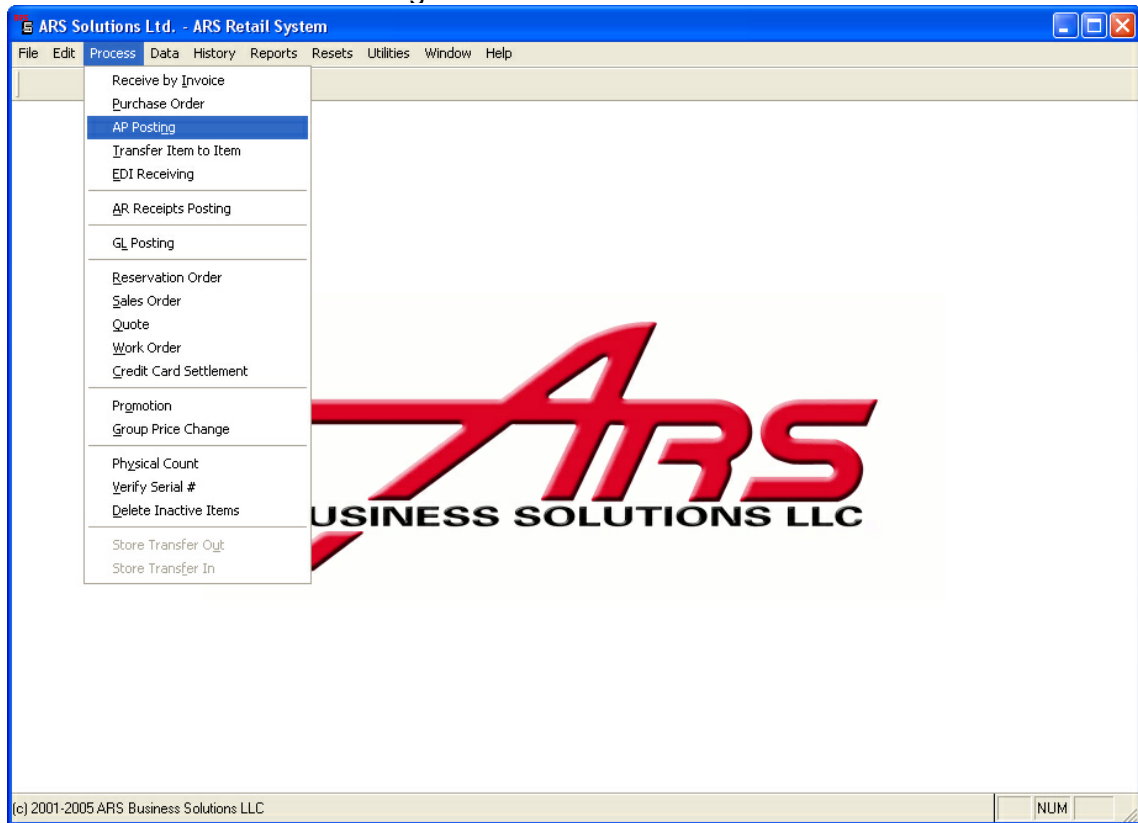 ARS Solutions Ltd. - ARS Retail System
File Edit Process Data History Reports Resets Utilities Window Help
Receive by Invoice
Purchase Order
AP Posting
Transfer Item to Item
EDI Receiving
AR Receipts Posting
GL Posting
Reservation Order
Sales Order
Quote
Work Order
Credit Card Settlement
Promotion
Group Price Change
Physical Count
Verify Serial #
Delete Inactive Items
Store Transfer Out
Store Transfer In
ARS
USINESS SOLUTIONS LLC
(c) 2001-2005 ARS Business Solutions LLC NUM